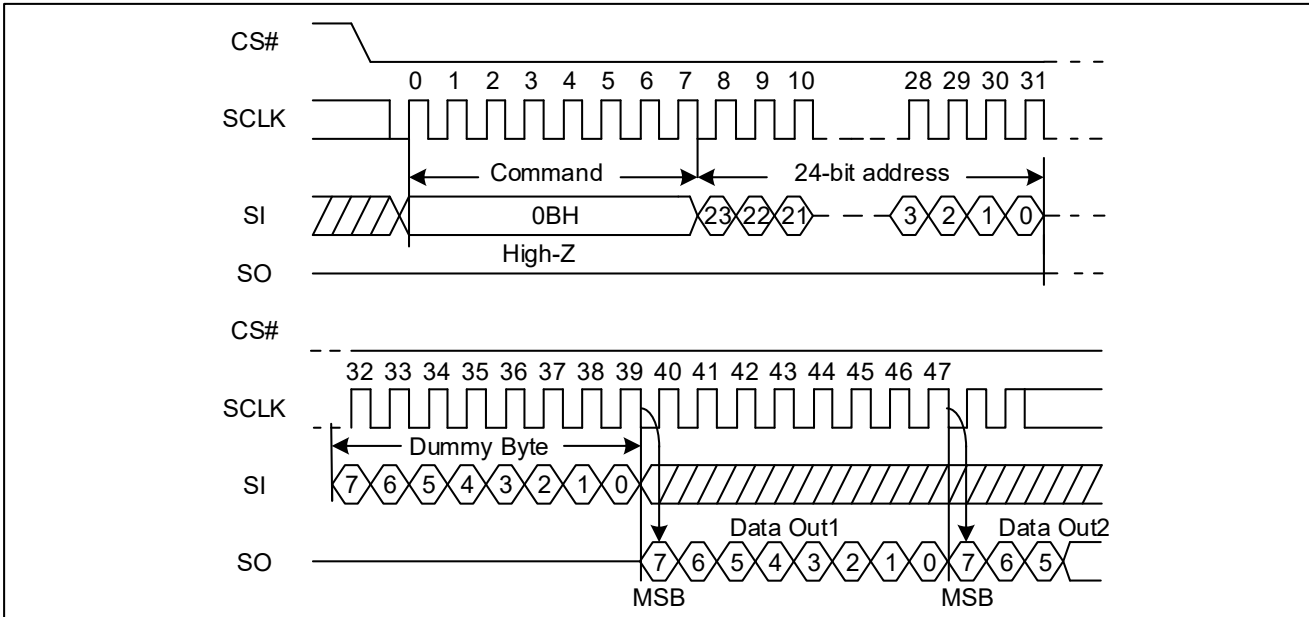 CS#
0 1 2 3 4 5 6 7 8 9 10 28 29 30 31
SCLK
Command 24-bit address
SI 0BH 23 22 21 3 2 1 0
High-Z
SO
CS#
32 33 34 35 36 37 38 39 40 41 42 43 44 45 46 47
SCLK
Dummy Byte
SI 7 6 5 4 3 2 1 0
Data Out1 Data Out2
SO 7 6 5 4 3 2 1 0 7 6 5
MSB MSB